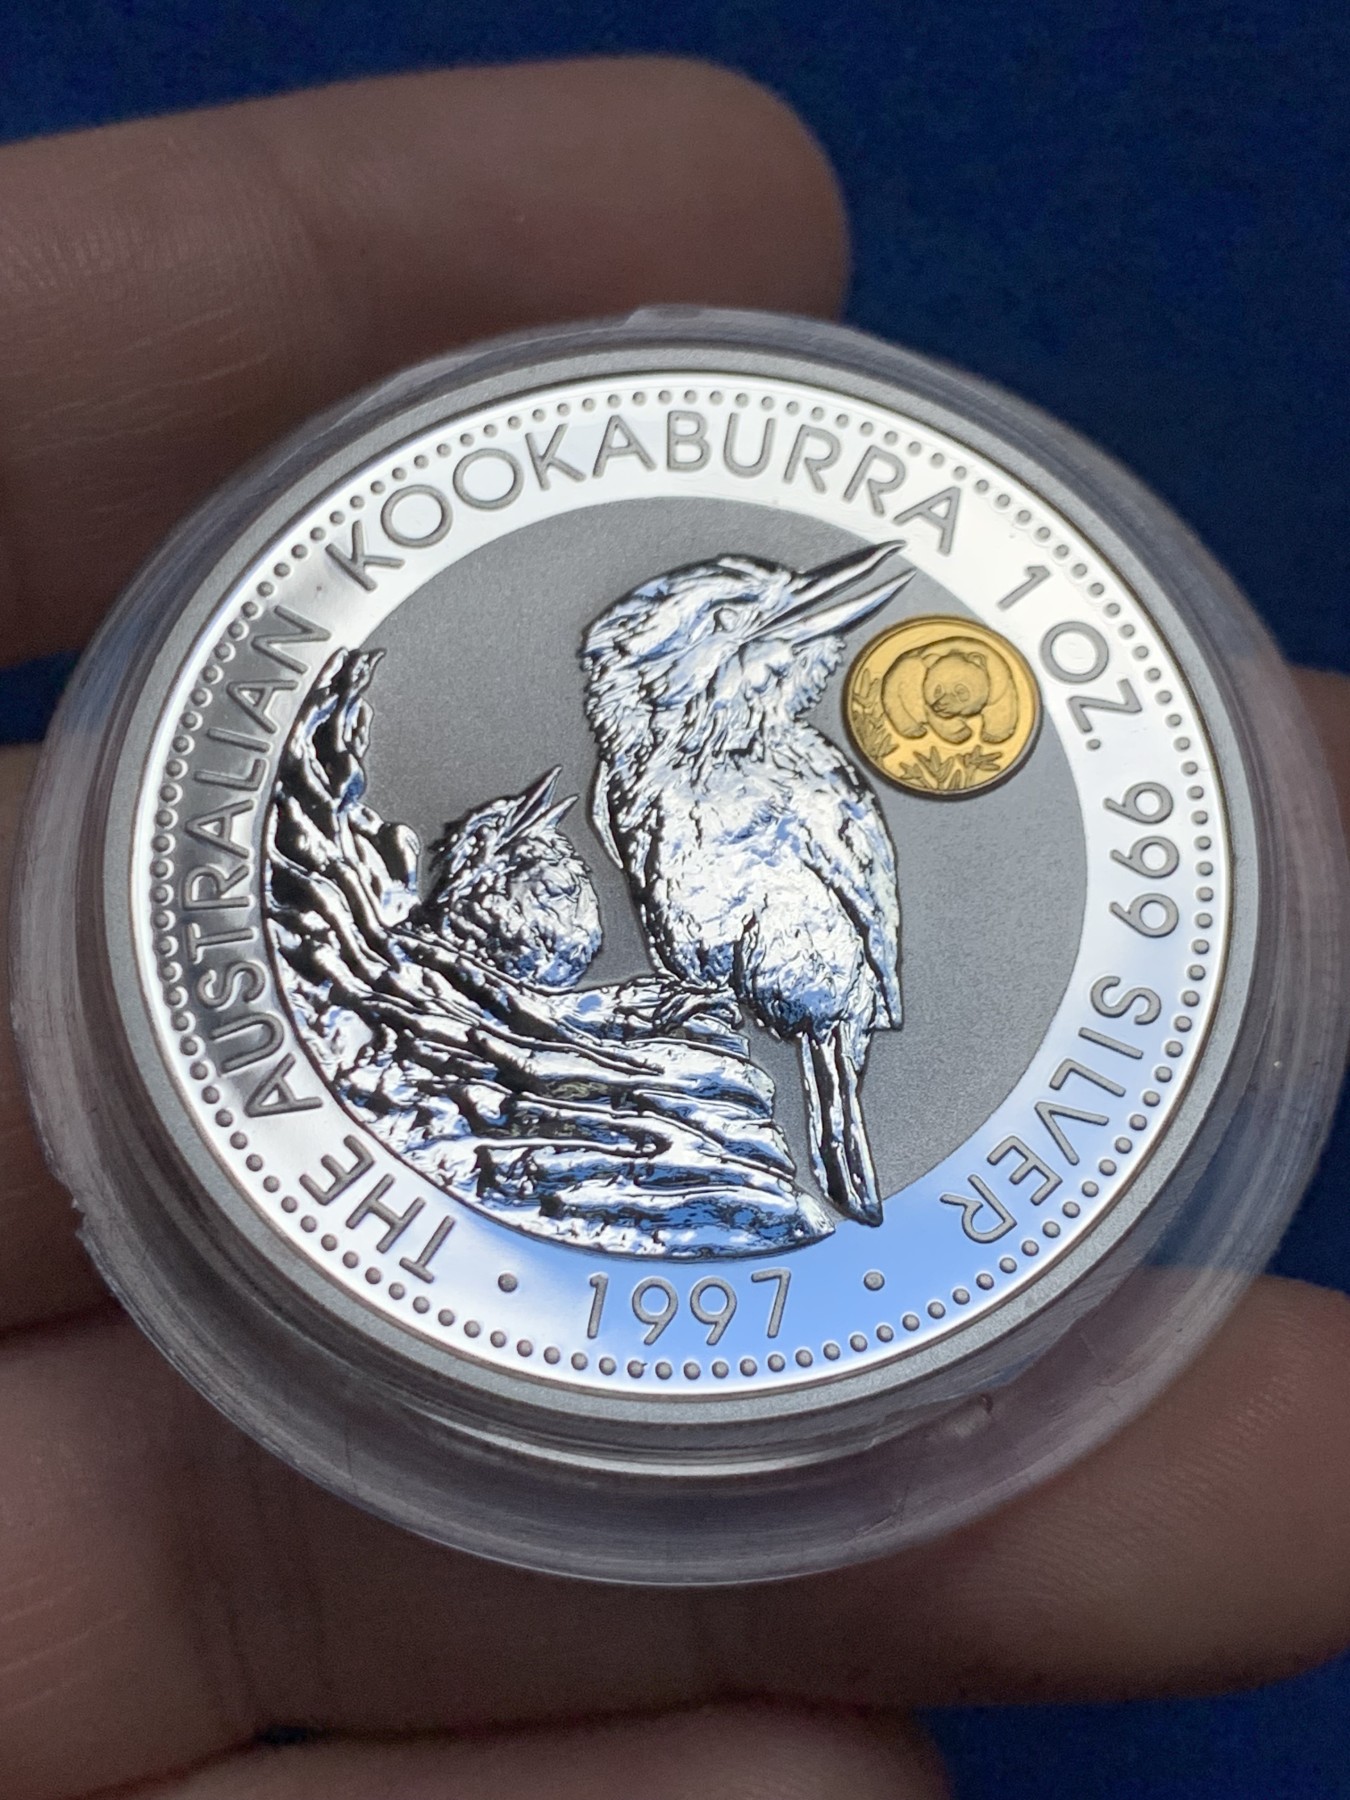 THE AUSTRALIAN KOOKABURRA 1 OZ. 999 SILVER
· 1997 ·